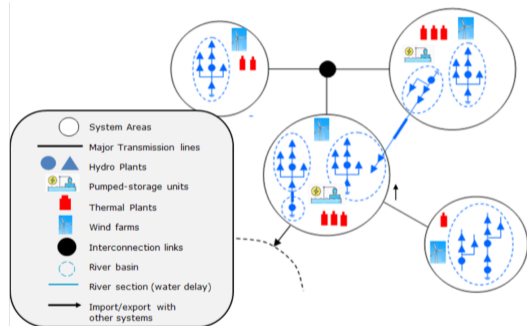 System Areas
Major Transmission lines
Hydro Plants
Pumped-storage units
Thermal Plants
Wind farms
Interconnection links
River basin
River section (water delay)
Import/export with
other systems